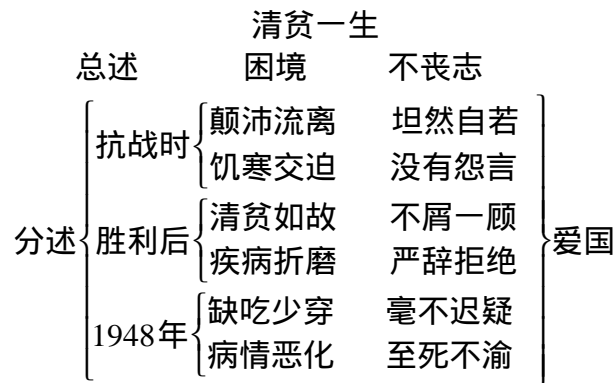 清贫一生
总述 困境 不丧志
颠沛流离 坦然自若
抗战时
饥寒交迫 没有怨言
清贫如故 不屑一顾
分述 胜利后 爱国
疾病折磨 严辞拒绝
缺吃少穿 毫不迟疑
1948年
病情恶化 至死不渝